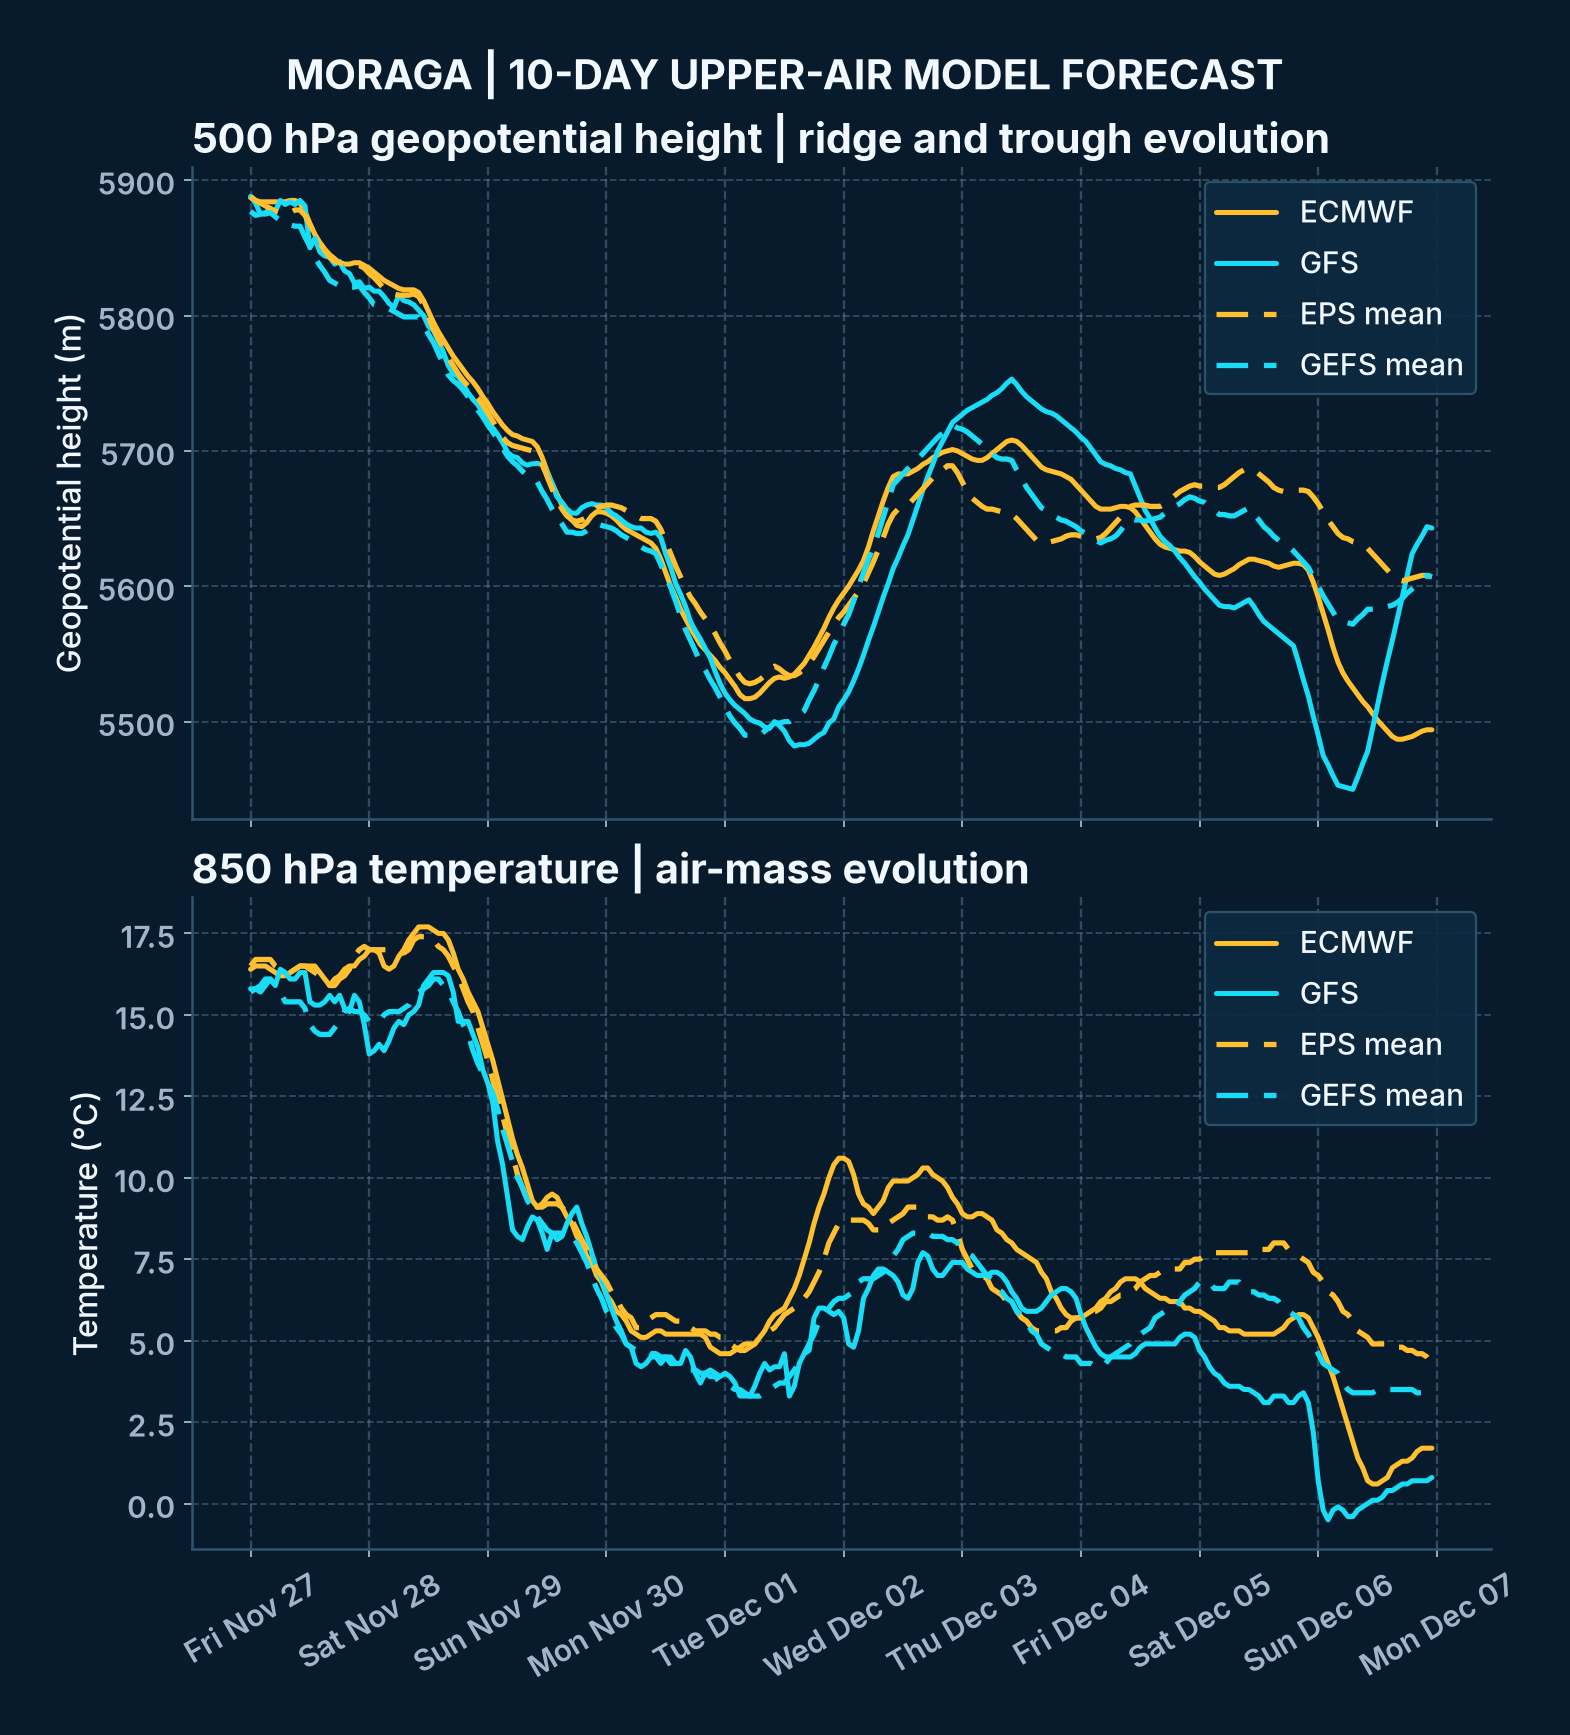 MORAGA | 10-DAY UPPER-AIR MODEL FORECAST
500 hPa geopotential height | ridge and trough evolution
Geopotential height (m)
5900
5800
5700
5600
5500
ECMWF
GFS
EPS mean
GEFS mean
850 hPa temperature | air-mass evolution
Temperature (°C)
17.5
15.0
12.5
10.0
7.5
5.0
2.5
0.0
ECMWF
GFS
EPS mean
GEFS mean
Fri Nov 27
Sat Nov 28
Sun Nov 29
Mon Nov 30
Tue Dec 01
Wed Dec 02
Thu Dec 03
Fri Dec 04
Sat Dec 05
Sun Dec 06
Mon Dec 07